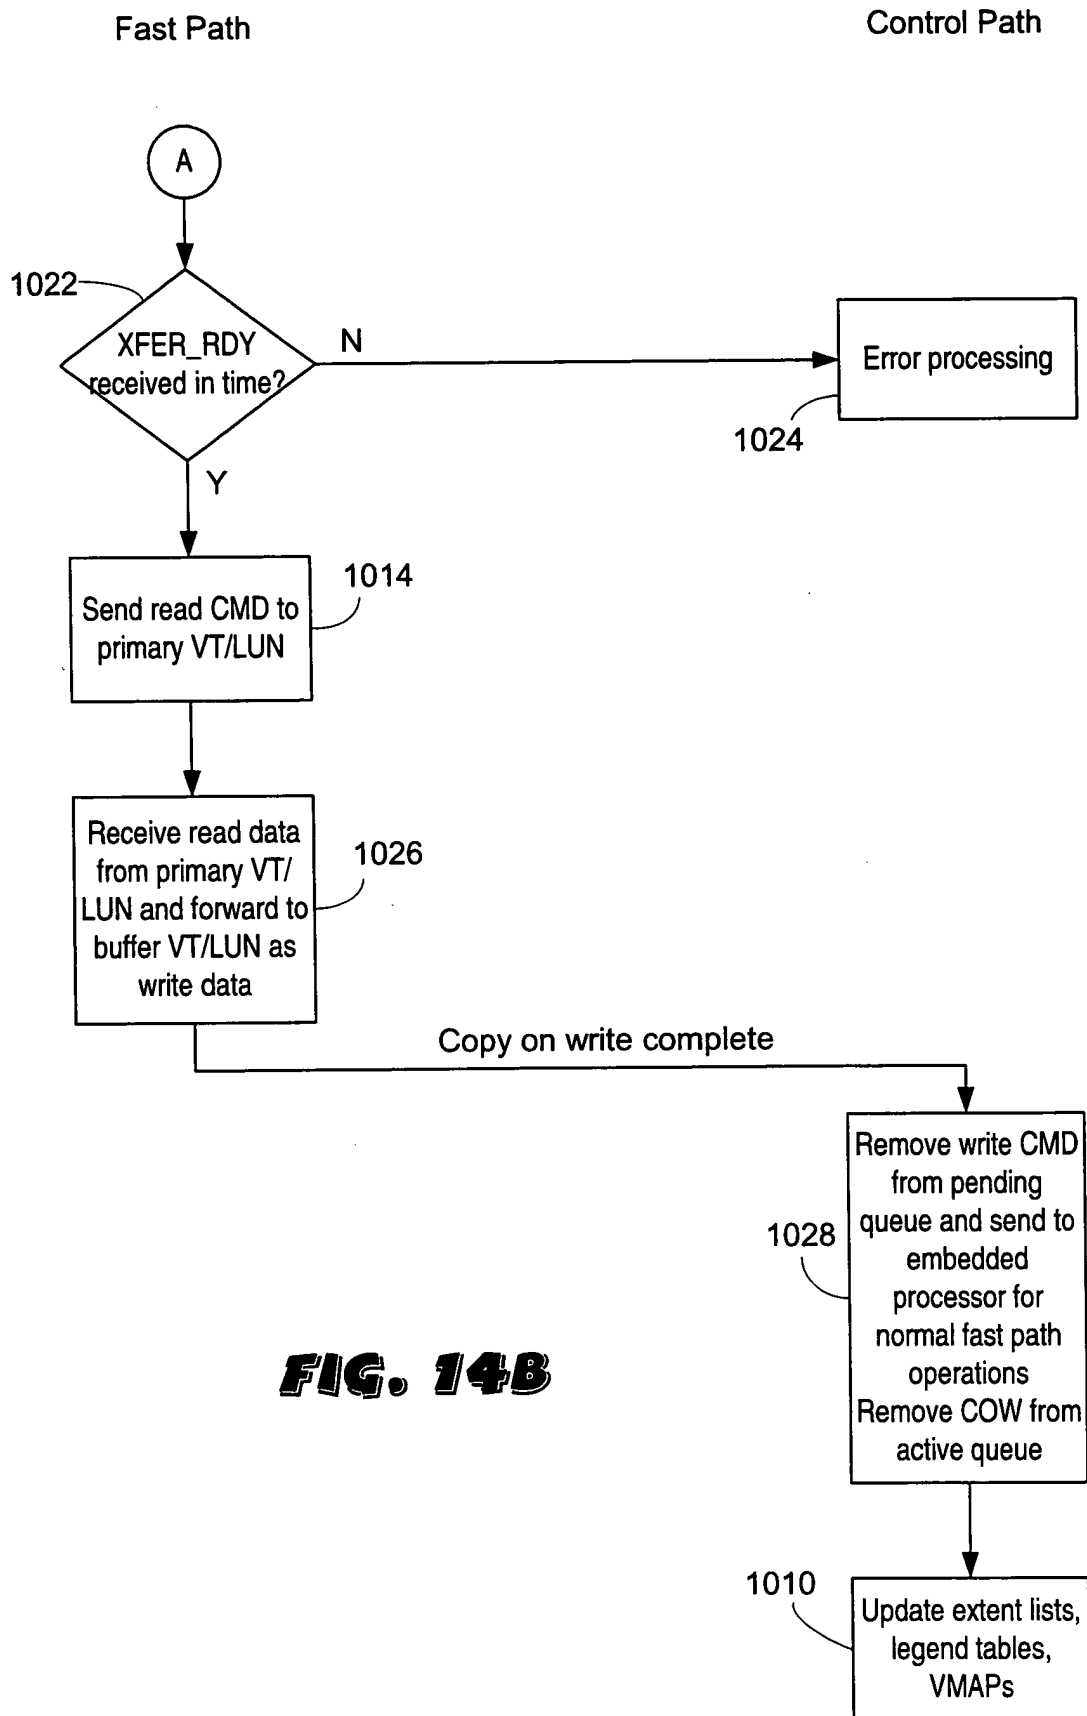 Fast Path
Control Path
A
1022
XFER_RDY
received in time?
N
Error processing
1024
Y
1014
Send read CMD to
primary VT/LUN
Receive read data
from primary VT/
LUN and forward to
buffer VT/LUN as
write data
1026
Copy on write complete
Remove write CMD
from pending
queue and send to
embedded
processor for
normal fast path
operations
Remove COW from
active queue
1028
FIG. 14B
1010
Update extent lists,
legend tables,
VMAPs